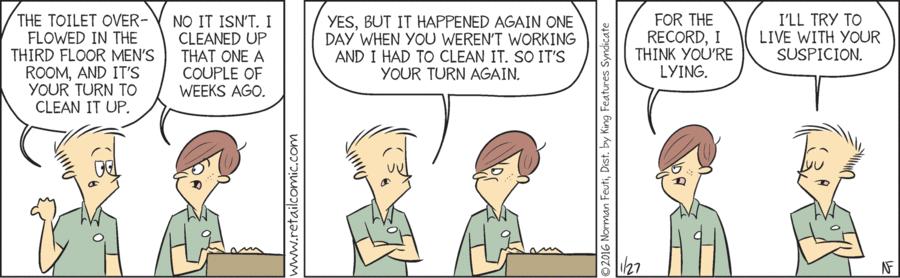 THE TOILET OVER-
FLOWED IN THE
THIRD FLOOR MEN'S
ROOM, AND IT'S
YOUR TURN TO
CLEAN IT UP.
NO IT ISN'T. I
CLEANED UP
THAT ONE A
COUPLE OF
WEEKS AGO.
www.retailcomic.com
YES, BUT IT HAPPENED AGAIN ONE
DAY WHEN YOU WEREN'T WORKING
AND I HAD TO CLEAN IT. SO IT'S
YOUR TURN AGAIN.
©2016 Norman Feuti, Dist. by King Features Syndicate
FOR THE
RECORD, I
THINK YOU'RE
LYING.
I'LL TRY TO
LIVE WITH YOUR
SUSPICION.
1/27
NF